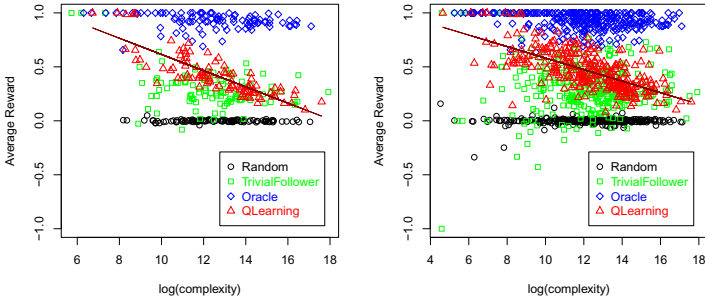 1.0
0.5
0.0
−0.5
−1.0
Average Reward
6 8 10 12 14 16 18
log(complexity)
Random
TrivialFollower
Oracle
QLearning
1.0
0.5
0.0
−0.5
−1.0
Average Reward
4 6 8 10 12 14 16 18
log(complexity)
Random
TrivialFollower
Oracle
QLearning